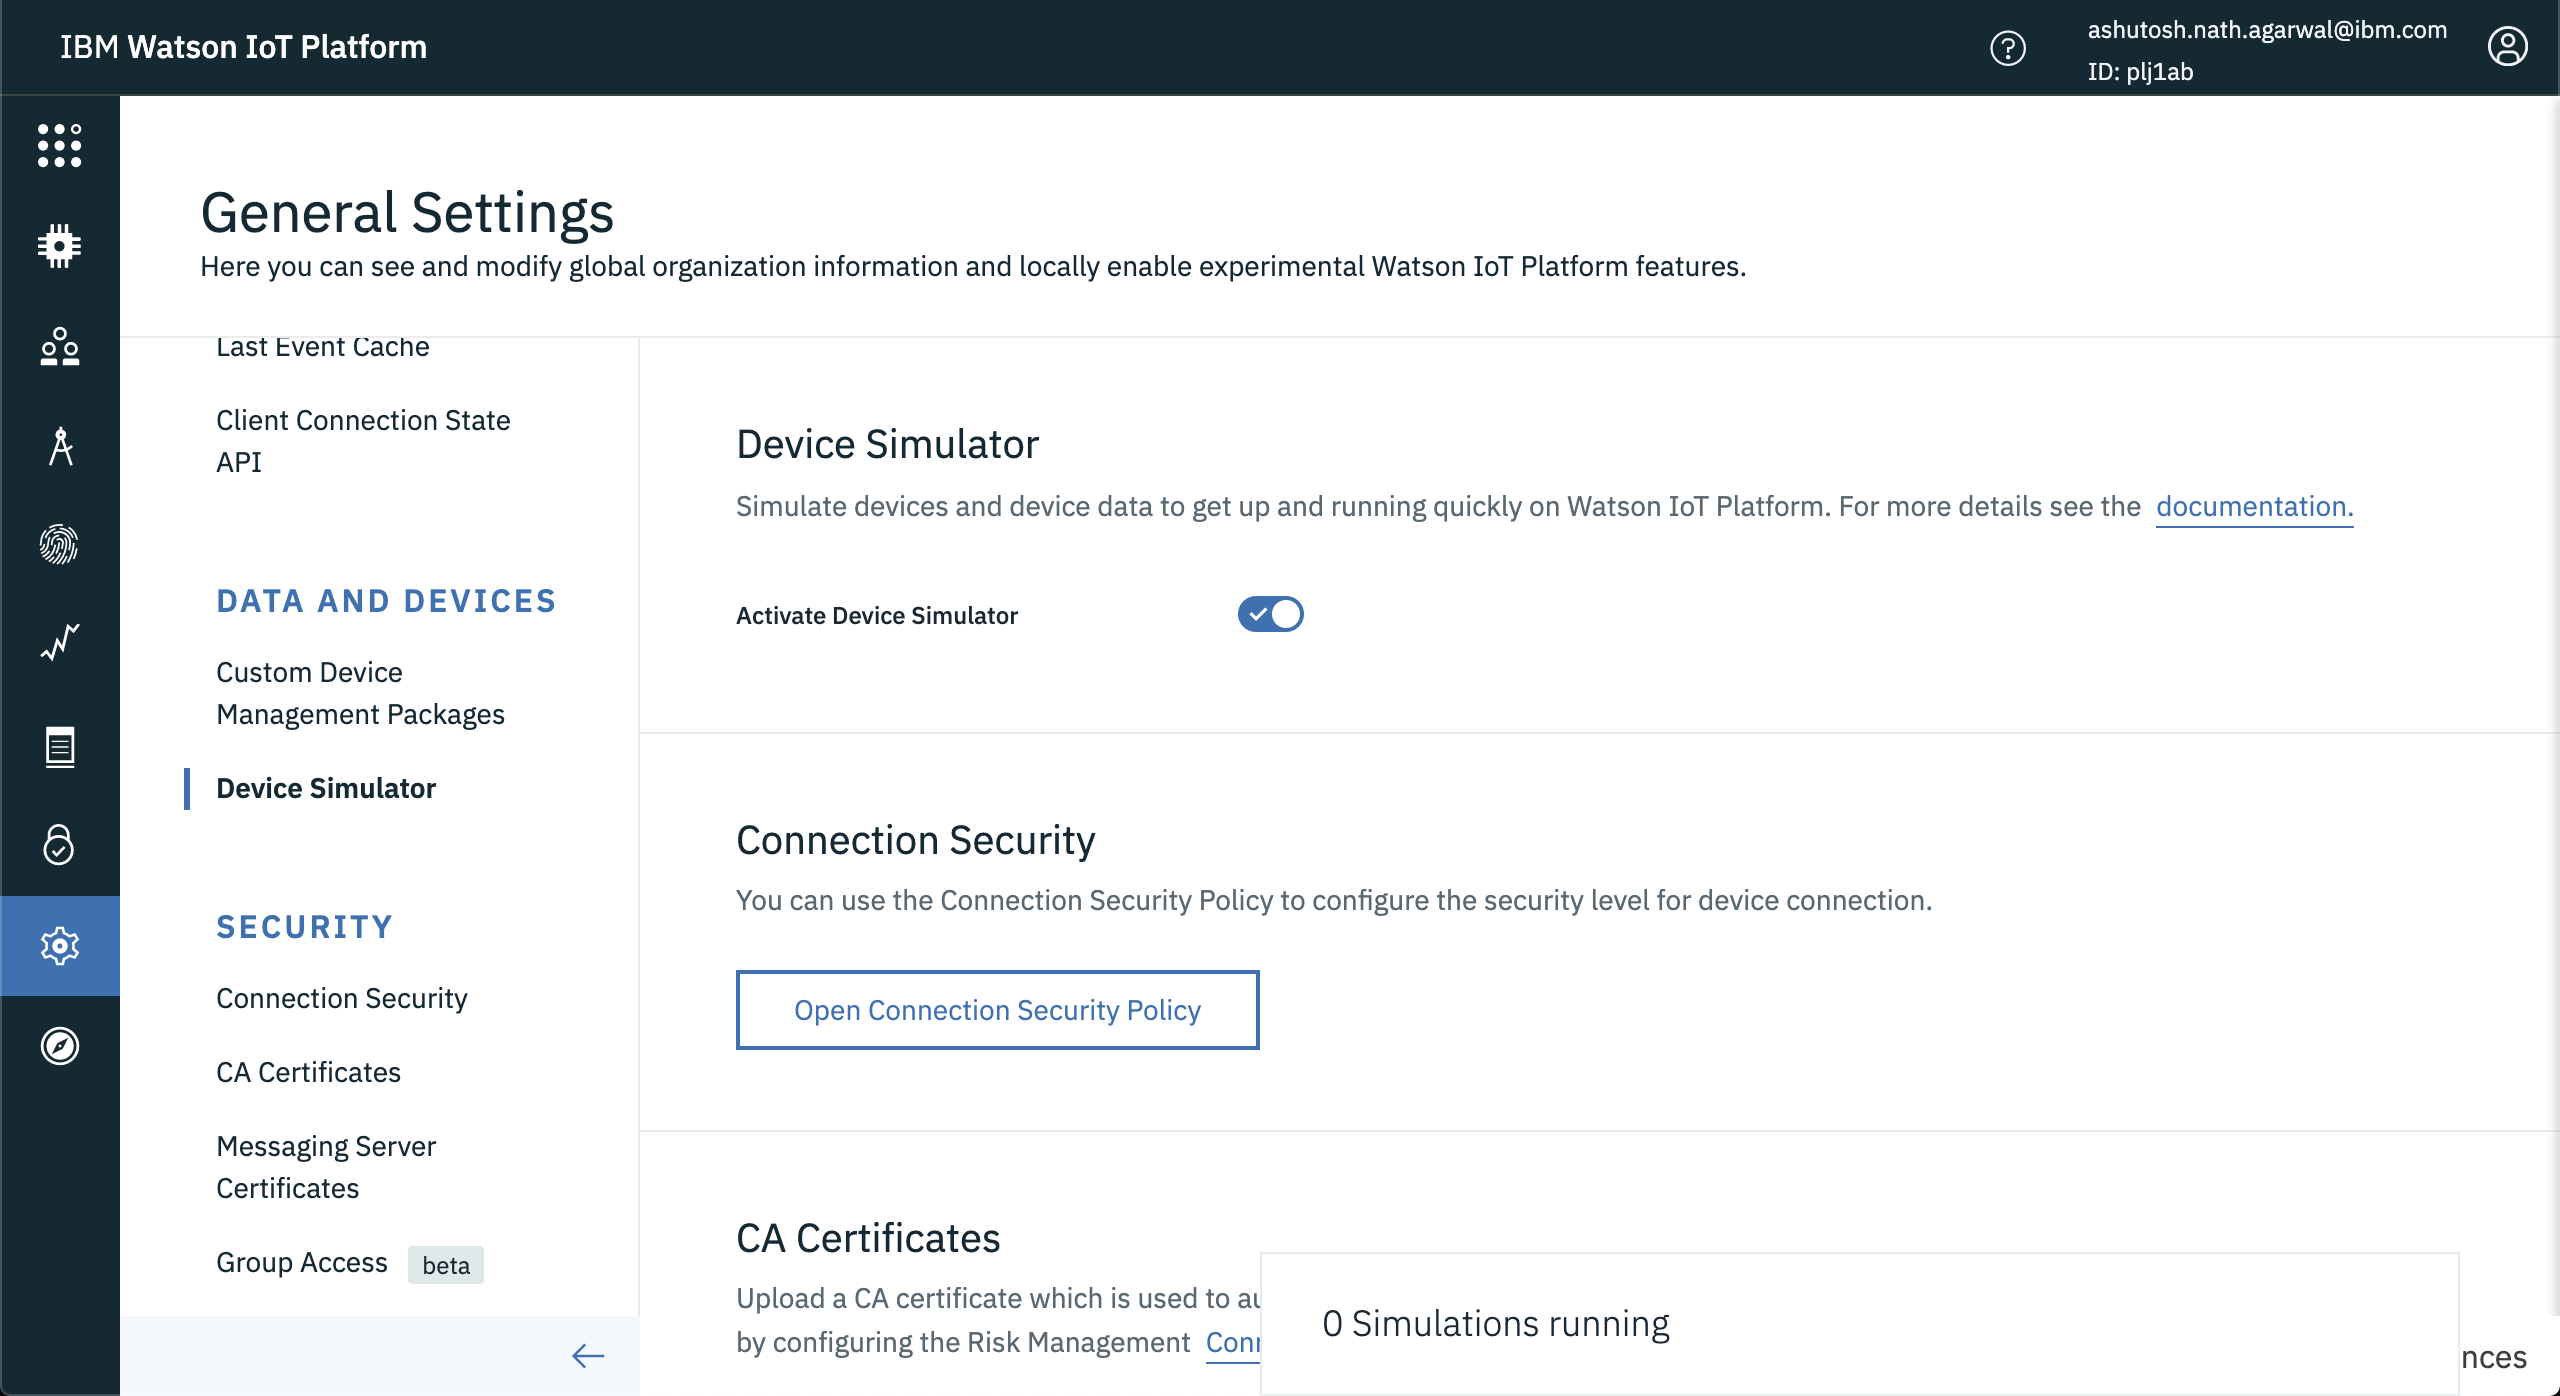 IBM Watson IoT Platform
ashutosh.nath.agarwal@ibm.com
ID: plj1ab
General Settings
Here you can see and modify global organization information and locally enable experimental Watson IoT Platform features.
Last Event Cache
Client Connection State
API
DATA AND DEVICES
Custom Device
Management Packages
Device Simulator
SECURITY
Connection Security
CA Certificates
Messaging Server
Certificates
Group Access beta
Device Simulator
Simulate devices and device data to get up and running quickly on Watson IoT Platform. For more details see the documentation.
Activate Device Simulator
Connection Security
You can use the Connection Security Policy to configure the security level for device connection.
Open Connection Security Policy
CA Certificates
Upload a CA certificate which is used to
by configuring the Risk Management
0 Simulations running